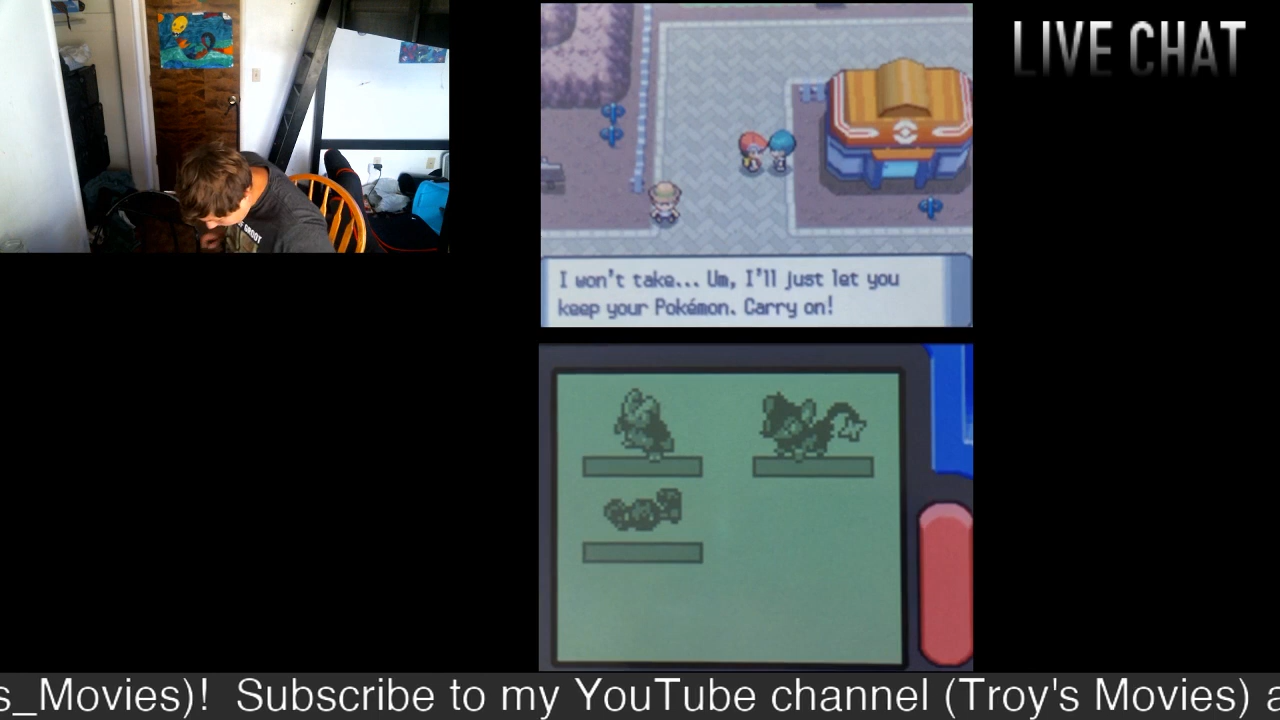 LIVE CHAT
I won't take... Um, I'll just let you
keep your Pokémon. Carry on!
s_Movies)!  Subscribe to my YouTube channel (Troy's Movies) a